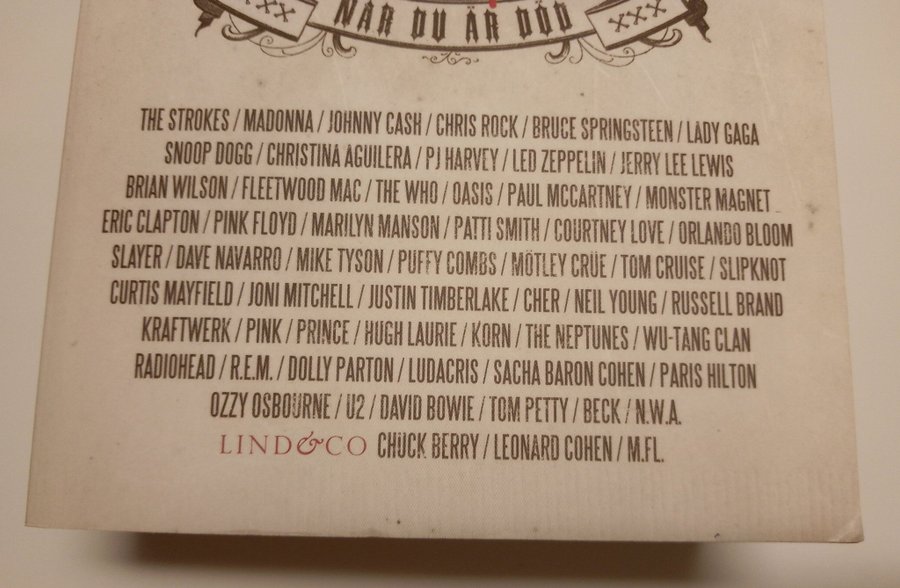 XXX NÄR DU ÄR DÖD XXX
THE STROKES / MADONNA / JOHNNY CASH / CHRIS ROCK / BRUCE SPRINGSTEEN / LADY GAGA
SNOOP DOGG / CHRISTINA AGUILERA / PJ HARVEY / LED ZEPPELIN / JERRY LEE LEWIS
BRIAN WILSON / FLEETWOOD MAC / THE WHO / OASIS / PAUL MCCARTNEY / MONSTER MAGNET
ERIC CLAPTON / PINK FLOYD / MARILYN MANSON / PATTI SMITH / COURTNEY LOVE / ORLANDO BLOOM
SLAYER / DAVE NAVARRO / MIKE TYSON / PUFFY COMBS / MÖTLEY CRÜE / TOM CRUISE / SLIPKNOT
CURTIS MAYFIELD / JONI MITCHELL / JUSTIN TIMBERLAKE / CHER / NEIL YOUNG / RUSSELL BRAND
KRAFTWERK / PINK / PRINCE / HUGH LAURIE / KORN / THE NEPTUNES / WU-TANG CLAN
RADIOHEAD / R.E.M. / DOLLY PARTON / LUDACRIS / SACHA BARON COHEN / PARIS HILTON
OZZY OSBOURNE / U2 / DAVID BOWIE / TOM PETTY / BECK / N.W.A.
LIND&CO CHUCK BERRY / LEONARD COHEN / M.FL.